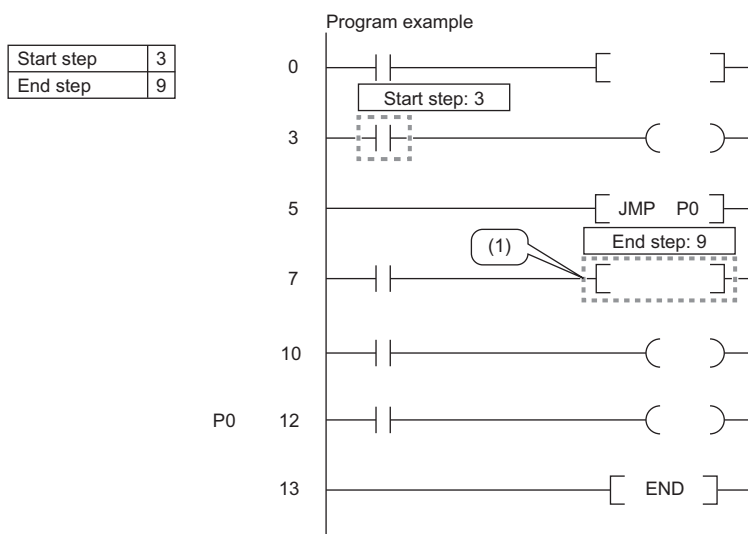 Program example
Start step 3
End step 9
0
Start step: 3
3
5 JMP P0
End step: 9
(1)
7
10
P0 12
13 END